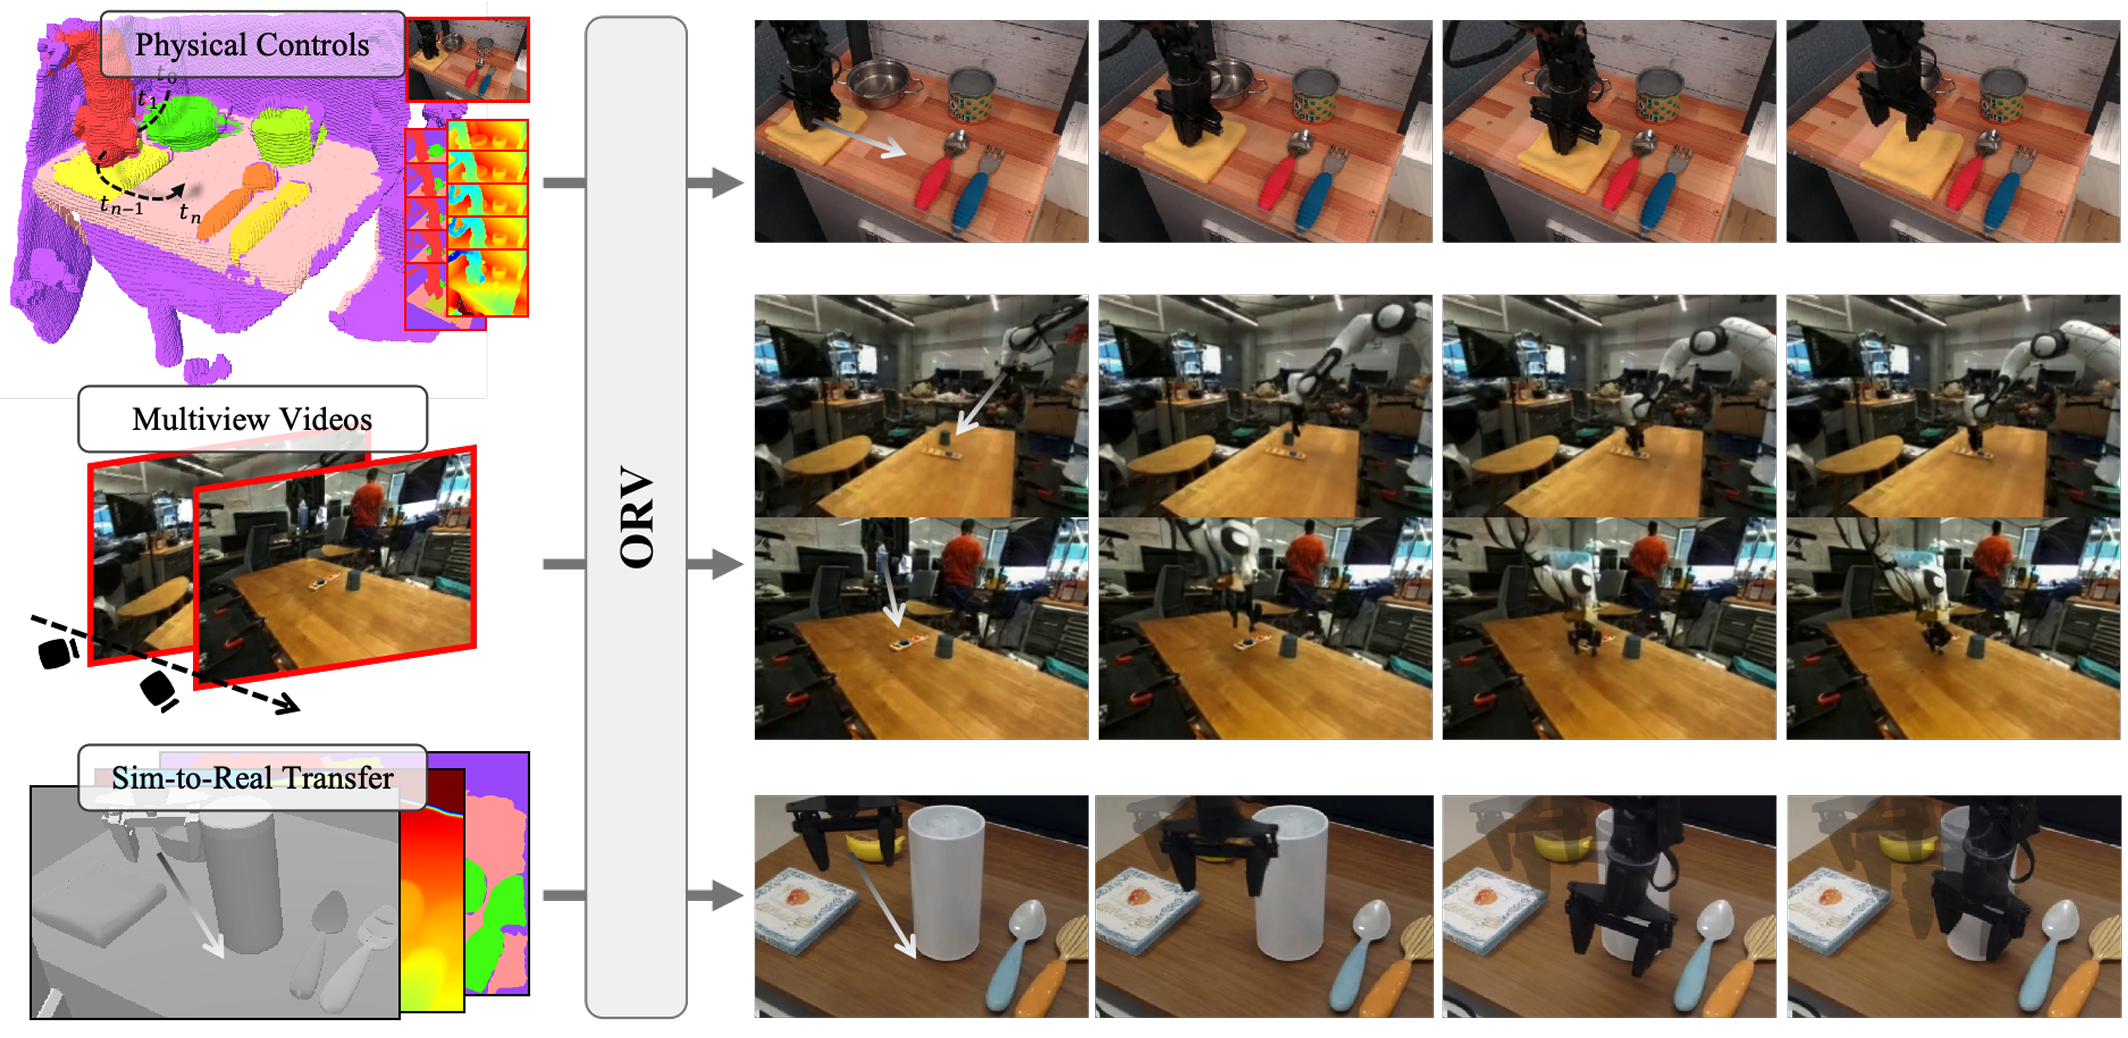 Physical Controls
t0
t1
tn−1
tn
Multiview Videos
ORV
Sim-to-Real Transfer